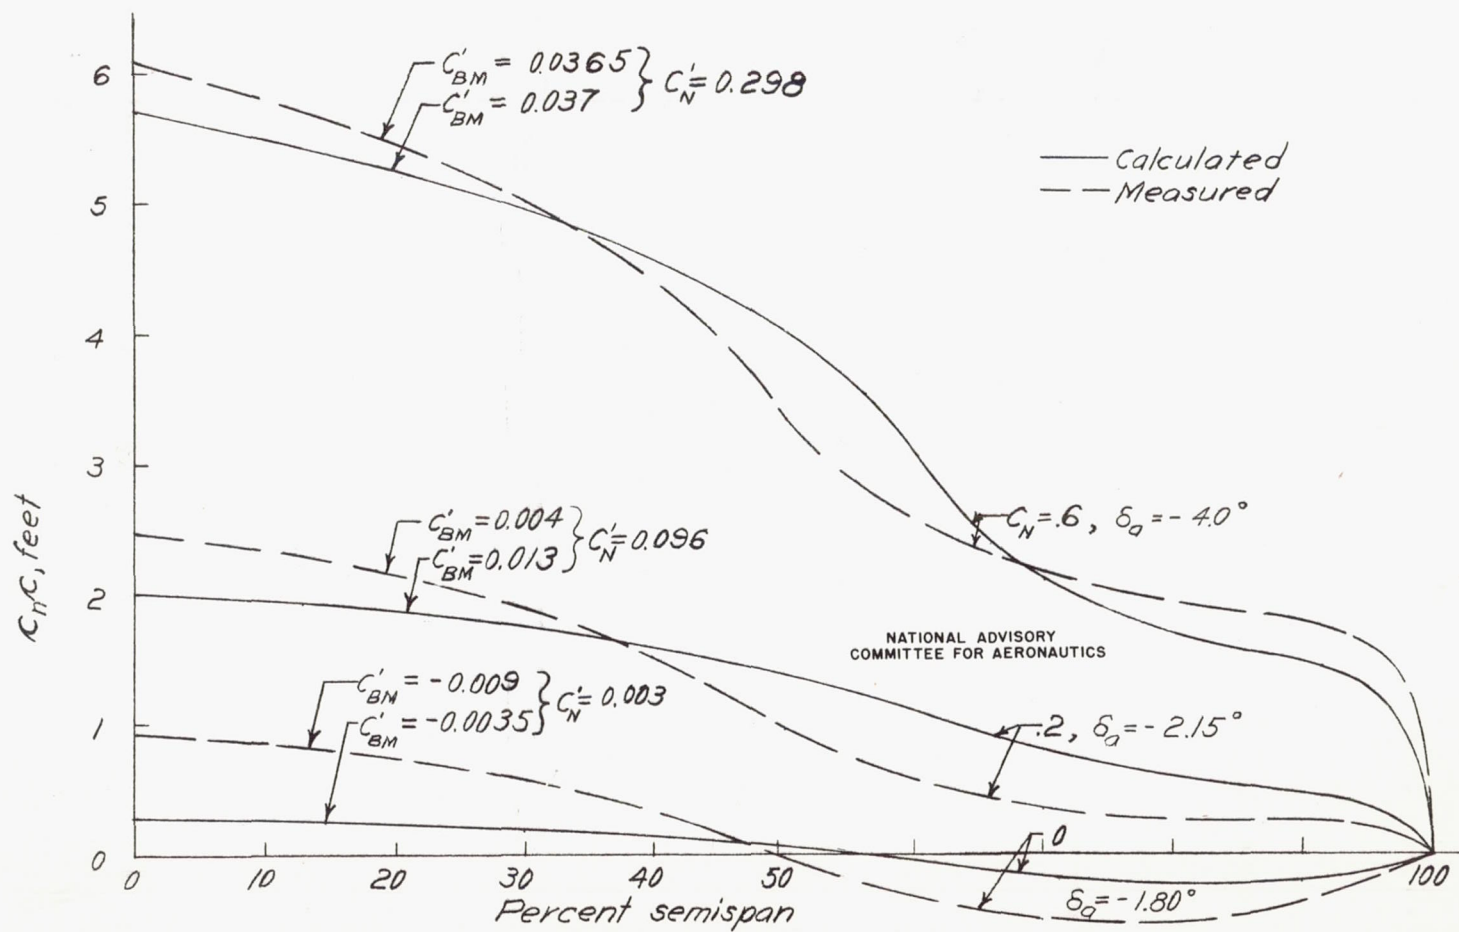 C'BM = 0.0365 } C'N = 0.298
C'BM = 0.037
Calculated
Measured
6
5
4
3
2
1
0
cnc, feet
C'BM = 0.004 } C'N = 0.096
C'BM = 0.013
CN = .6, δa = -4.0°
NATIONAL ADVISORY
COMMITTEE FOR AERONAUTICS
C'BM = -0.009 } C'N = 0.003
C'BM = -0.0035
.2, δa = -2.15°
0
δa = -1.80°
0 10 20 30 40 50 100
Percent semispan